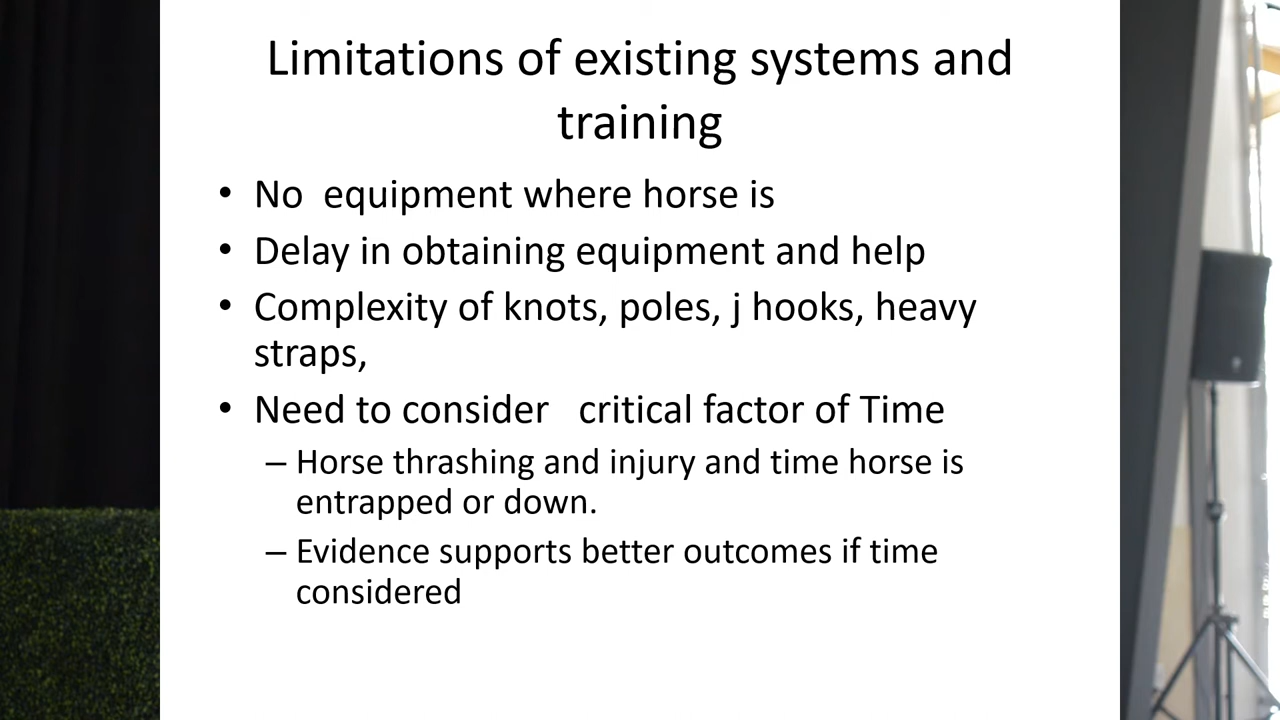 Limitations of existing systems and
training
• No  equipment where horse is
• Delay in obtaining equipment and help
• Complexity of knots, poles, j hooks, heavy
straps,
• Need to consider   critical factor of Time
– Horse thrashing and injury and time horse is
entrapped or down.
– Evidence supports better outcomes if time
considered